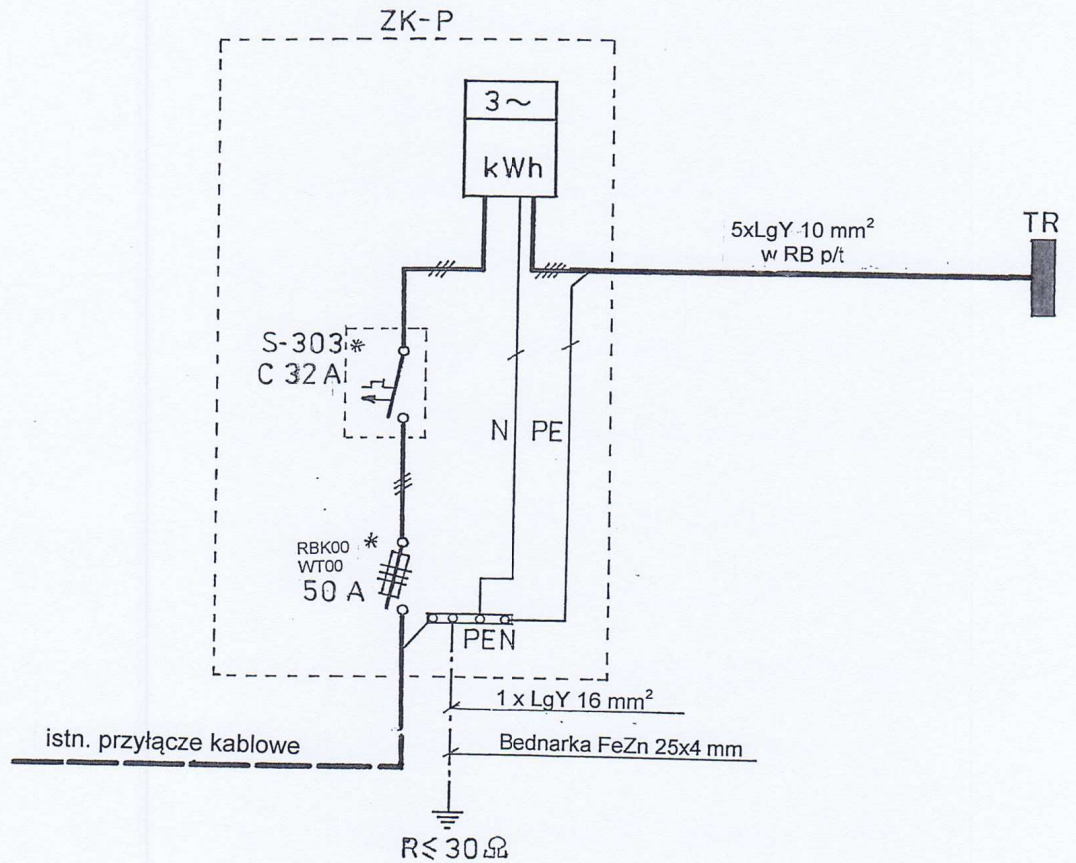 ZK-P
3~
kWh
5xLgY 10 mm²
w RB p/t
TR
S-303*
C 32 A
N
PE
RBK00 *
WT00
50 A
PEN
1 x LgY 16 mm²
istn. przyłącze kablowe
Bednarka FeZn 25x4 mm
R≤30Ω